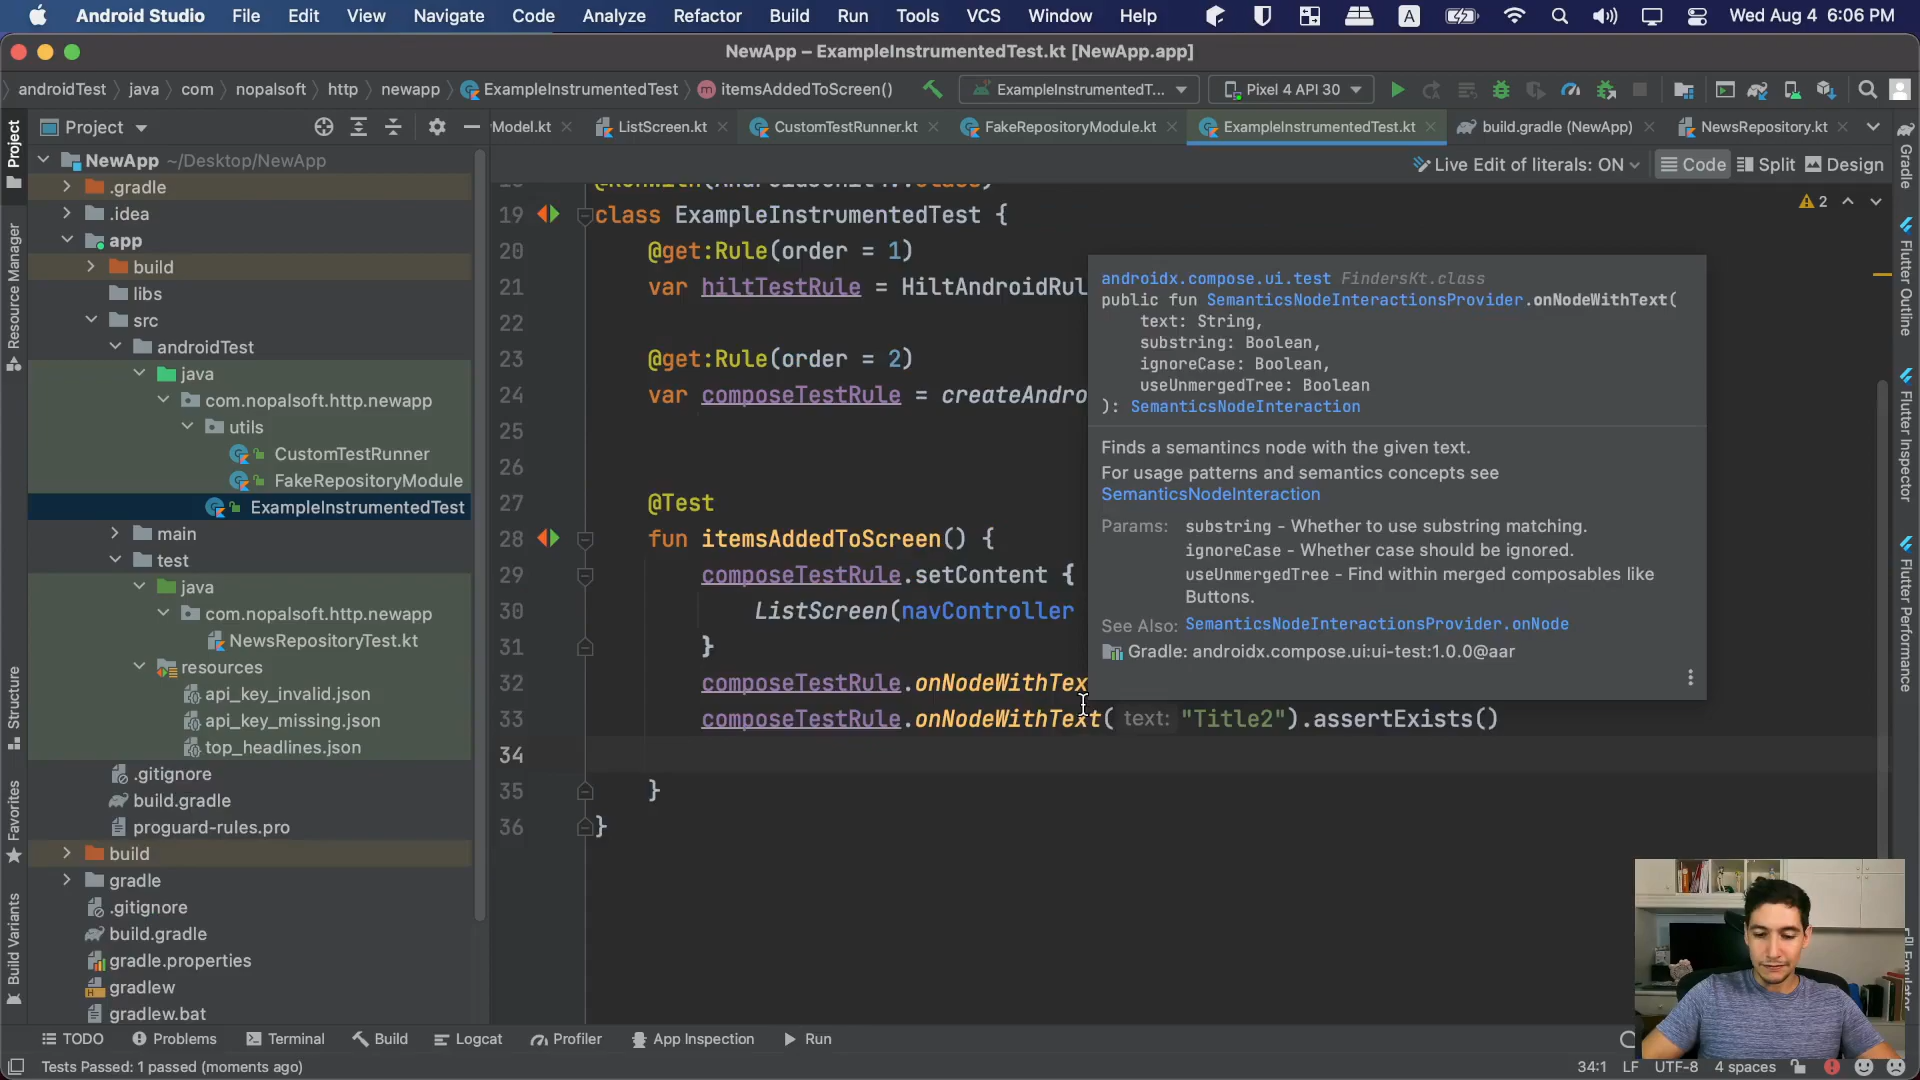 Android Studio File Edit View Navigate Code Analyze Refactor Build Run Tools VCS Window Help A Wed Aug 4 6:06 PM
NewApp – ExampleInstrumentedTest.kt [NewApp.app]
androidTest java com nopalsoft http newapp ExampleInstrumentedTest itemsAddedToScreen() ExampleInstrumentedT... Pixel 4 API 30
Project
Model.kt ListScreen.kt CustomTestRunner.kt FakeRepositoryModule.kt ExampleInstrumentedTest.kt build.gradle (NewApp) NewsRepository.kt
Live Edit of literals: ON Code Split Design
2
NewApp ~/Desktop/NewApp
.gradle
.idea
app
build
libs
src
androidTest
java
com.nopalsoft.http.newapp
utils
CustomTestRunner
FakeRepositoryModule
ExampleInstrumentedTest
main
test
java
com.nopalsoft.http.newapp
NewsRepositoryTest.kt
resources
api_key_invalid.json
api_key_missing.json
top_headlines.json
.gitignore
build.gradle
proguard-rules.pro
build
gradle
.gitignore
build.gradle
gradle.properties
gradlew
gradlew.bat
19 class ExampleInstrumentedTest {
20 @get:Rule(order = 1)
21 var hiltTestRule = HiltAndroidRul
22
23 @get:Rule(order = 2)
24 var composeTestRule = createAndro
25
26
27 @Test
28 fun itemsAddedToScreen() {
29 composeTestRule.setContent {
30 ListScreen(navController
31 }
32 composeTestRule.onNodeWithTex
33 composeTestRule.onNodeWithText( text: "Title2").assertExists()
34
35 }
36 }
androidx.compose.ui.test FindersKt.class
public fun SemanticsNodeInteractionsProvider.onNodeWithText(
text: String,
substring: Boolean,
ignoreCase: Boolean,
useUnmergedTree: Boolean
): SemanticsNodeInteraction
Finds a semantincs node with the given text.
For usage patterns and semantics concepts see
SemanticsNodeInteraction
Params: substring - Whether to use substring matching.
ignoreCase - Whether case should be ignored.
useUnmergedTree - Find within merged composables like
Buttons.
See Also: SemanticsNodeInteractionsProvider.onNode
Gradle: androidx.compose.ui:ui-test:1.0.0@aar
Project
Resource Manager
Structure
Favorites
Build Variants
Gradle
Flutter Outline
Flutter Inspector
Flutter Performance
Emulator
TODO Problems Terminal Build Logcat Profiler App Inspection Run
Tests Passed: 1 passed (moments ago) 34:1 LF UTF-8 4 spaces